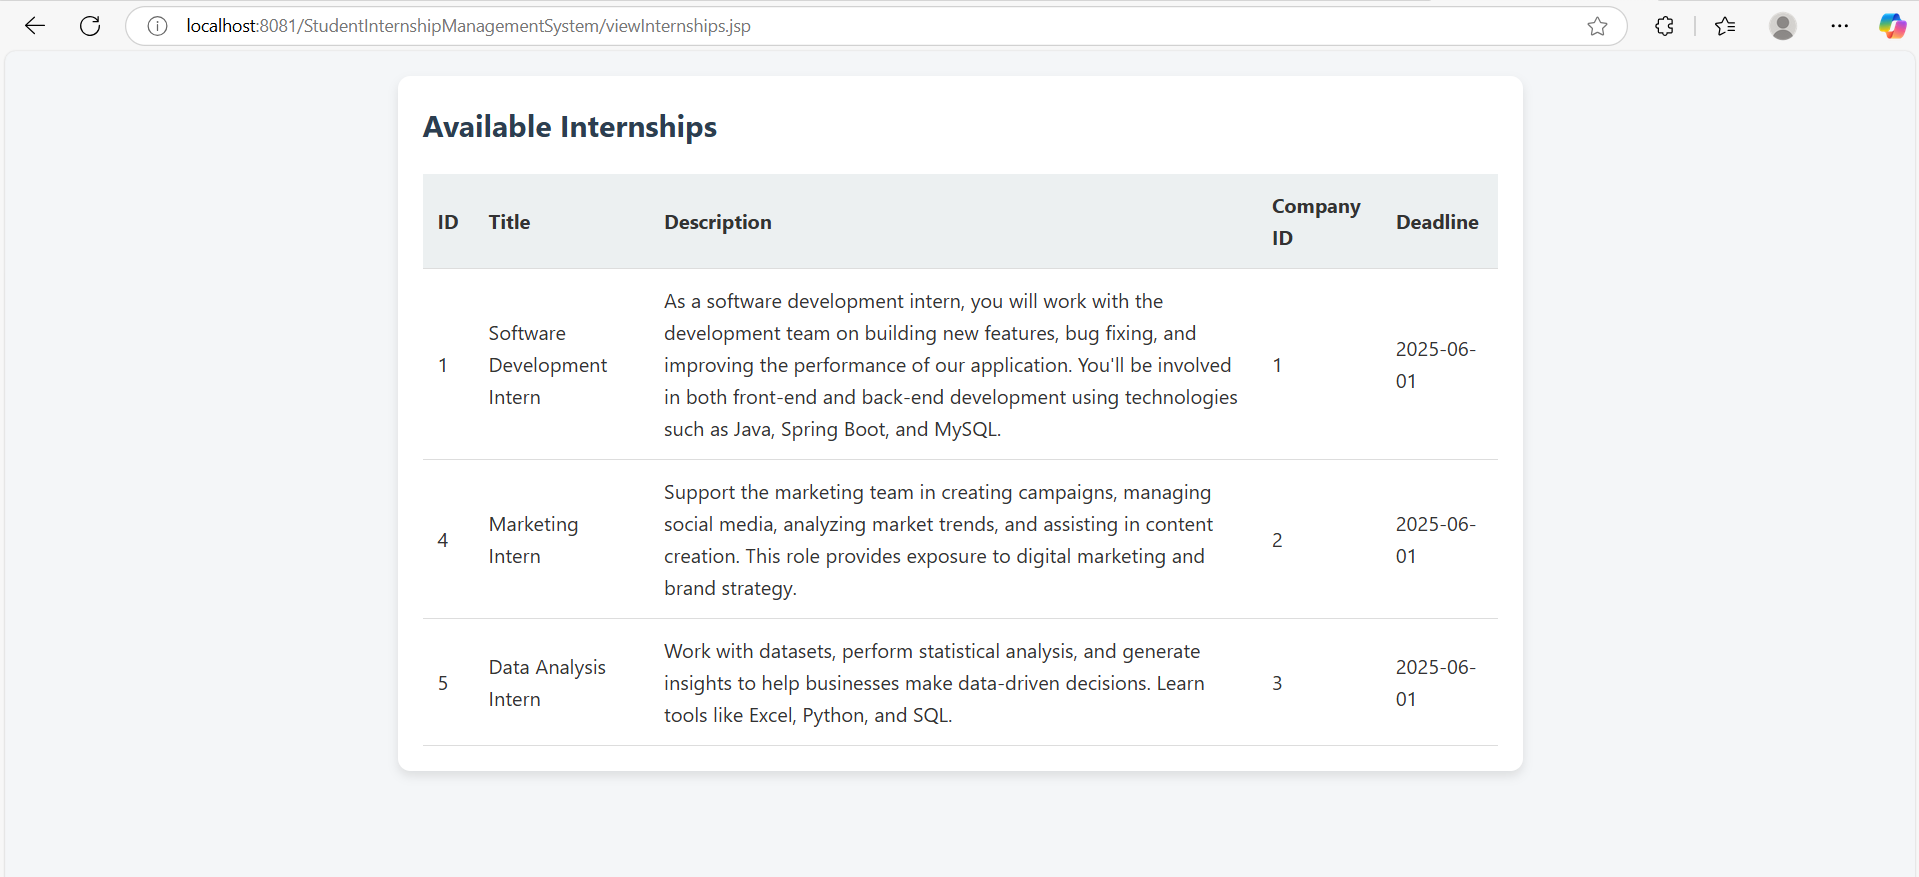 localhost:8081/StudentInternshipManagementSystem/viewInternships.jsp
Available Internships
ID Title Description Company ID Deadline
1
Software
Development
Intern
As a software development intern, you will work with the
development team on building new features, bug fixing, and
improving the performance of our application. You'll be involved
in both front-end and back-end development using technologies
such as Java, Spring Boot, and MySQL.
1
2025-06-
01
4
Marketing
Intern
Support the marketing team in creating campaigns, managing
social media, analyzing market trends, and assisting in content
creation. This role provides exposure to digital marketing and
brand strategy.
2
2025-06-
01
5
Data Analysis
Intern
Work with datasets, perform statistical analysis, and generate
insights to help businesses make data-driven decisions. Learn
tools like Excel, Python, and SQL.
3
2025-06-
01